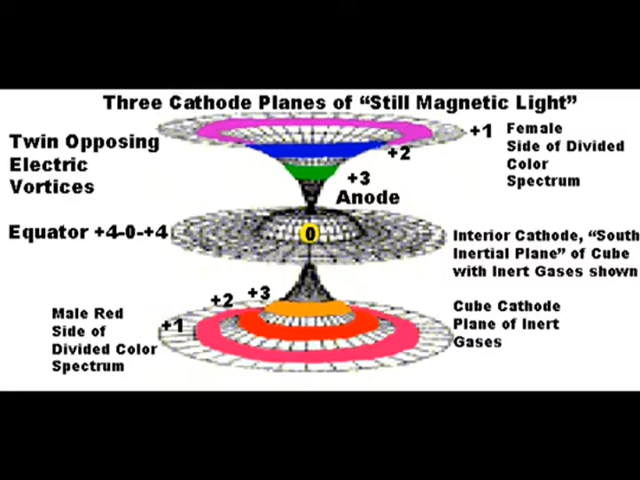 Three Cathode Planes of “Still Magnetic Light”
Twin Opposing
Electric
Vortices
+1
+2
+3
Anode
Female
Side of Divided
Color
Spectrum
Equator +4-0-+4
0
Interior Cathode, “South
Inertial Plane” of Cube
with Inert Gases shown
Male Red
Side of
Divided Color
Spectrum
+1
+2
+3
Cube Cathode
Plane of Inert
Gases